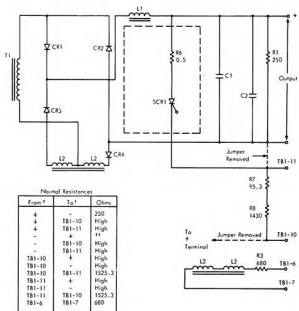 L1
+
T1
CR1
CR2
R6
0.5
R1
250
C1
C2
Output
SCR1
CR3
-
L2 L2
CR4
Jumper
Removed
TB1-11
R7
95.3
R8
1430
To
+
Terminal
Jumper Removed
TB1-10
L2 L2
R3
680
TB1-6
TB1-7
Normal Resistances
From † To † Ohms
+ - 250
+ TB1-10 High
+ TB1-11 High
- + ††
- TB1-10 High
- TB1-11 High
TB1-10 + High
TB1-10 - High
TB1-10 TB1-11 1525.3
TB1-11 + High
TB1-11 - High
TB1-11 TB1-10 1525.3
TB1-6 TB1-7 680